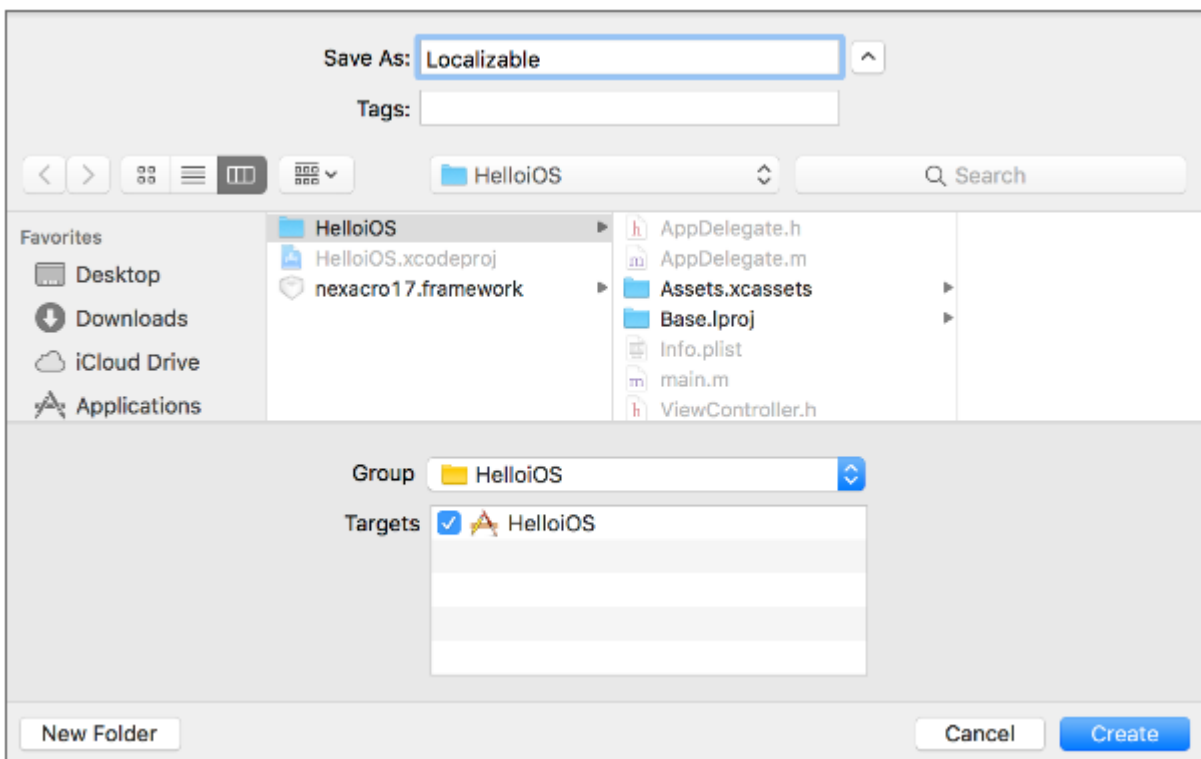 Save As: Localizable
Tags:
HelloiOS
Search
Favorites
Desktop
Downloads
iCloud Drive
Applications
HelloiOS
HelloiOS.xcodeproj
nexacro17.framework
AppDelegate.h
AppDelegate.m
Assets.xcassets
Base.lproj
Info.plist
main.m
ViewController.h
Group HelloiOS
Targets HelloiOS
New Folder
Cancel
Create